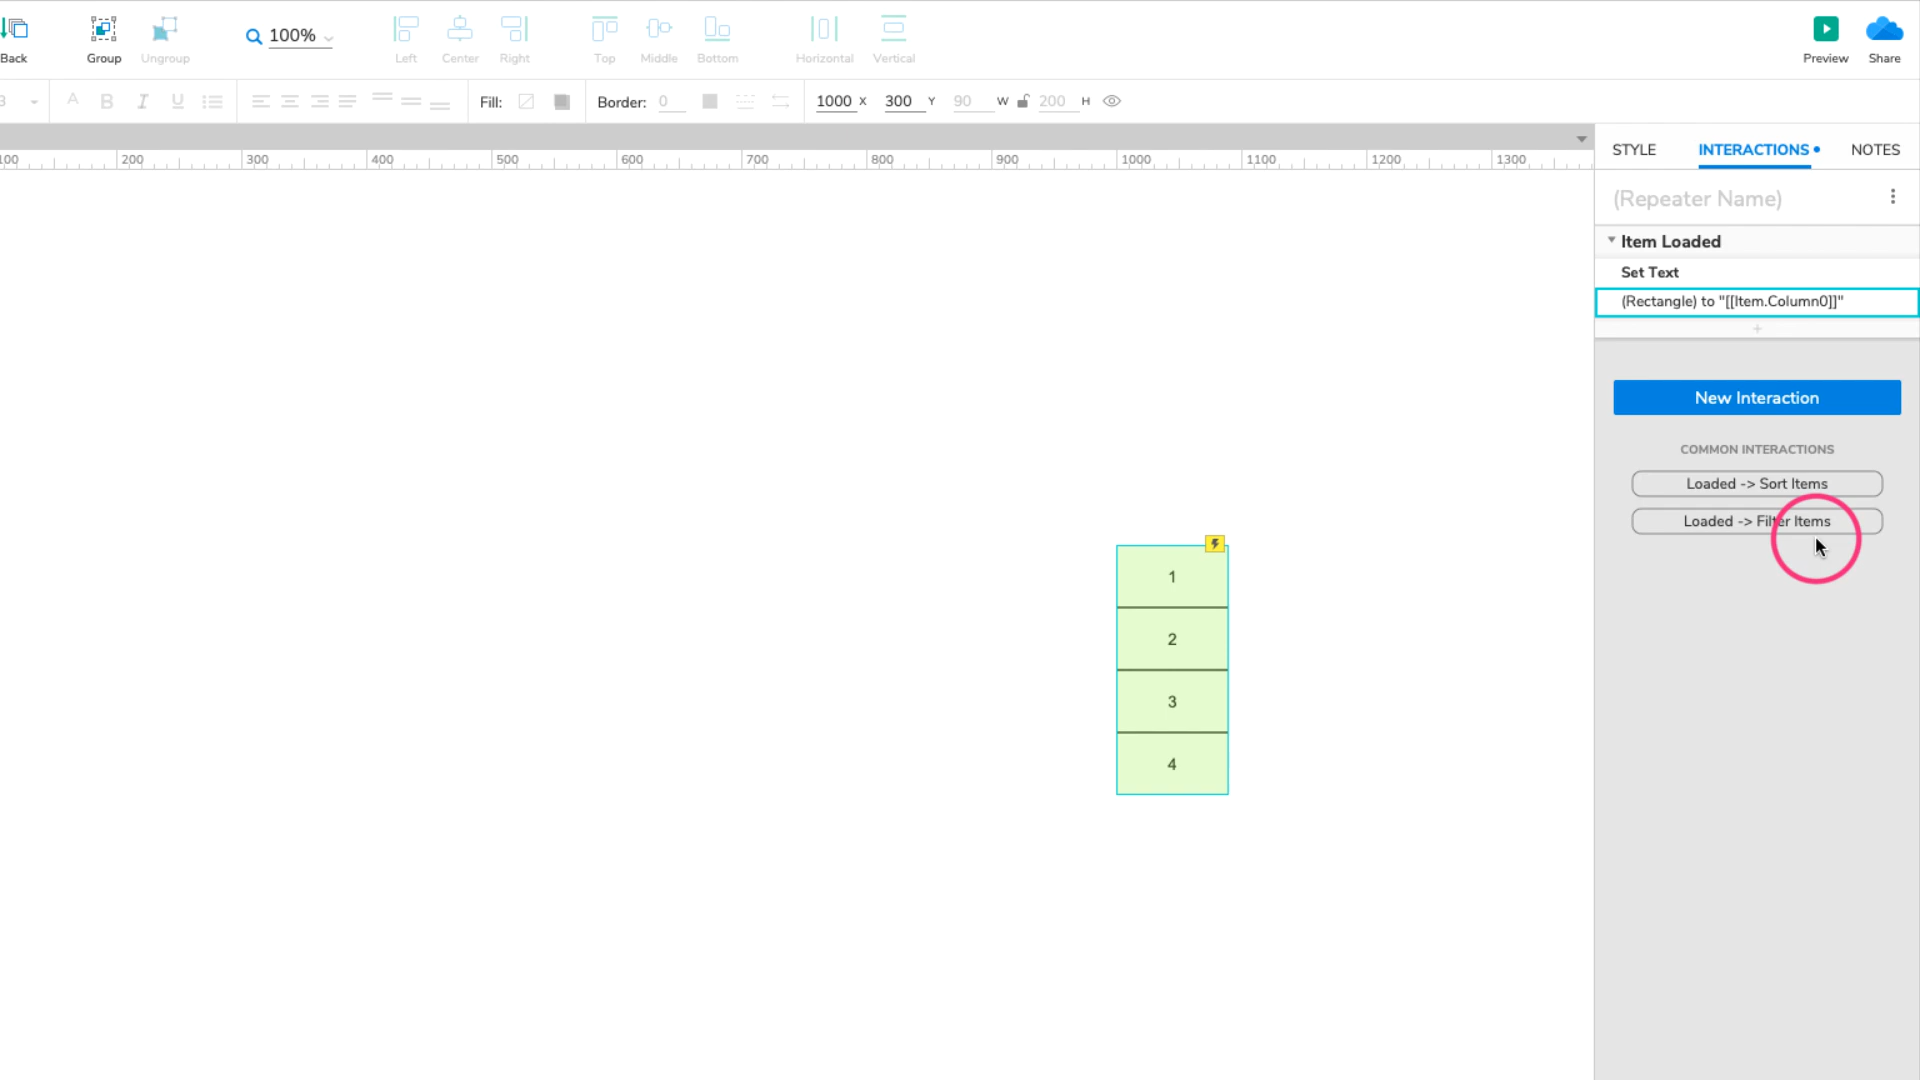 Back
Group
Ungroup
100%
Left
Center
Right
Top
Middle
Bottom
Horizontal
Vertical
Preview
Share
A B I U
Fill:
Border: 0
1000 X 300 Y 90 W 200 H
100 200 300 400 500 600 700 800 900 1000 1100 1200 1300
STYLE INTERACTIONS NOTES
(Repeater Name)
Item Loaded
Set Text
(Rectangle) to "[[Item.Column0]]"
+
New Interaction
COMMON INTERACTIONS
Loaded -> Sort Items
Loaded -> Filter Items
1
2
3
4